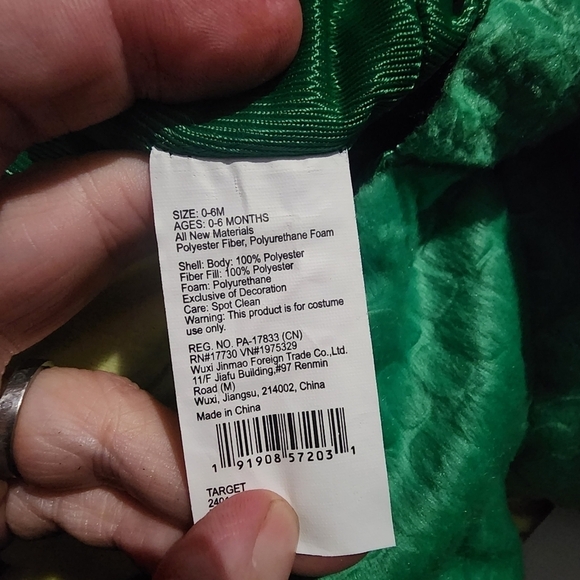 SIZE: 0-6M
AGES: 0-6 MONTHS
All New Materials
Polyester Fiber, Polyurethane Foam
Shell: Body: 100% Polyester
Fiber Fill: 100% Polyester
Foam: Polyurethane
Exclusive of Decoration
Care: Spot Clean
Warning: This product is for costume
use only.
REG. NO. PA-17833 (CN)
RN#17730 VN#1975329
Wuxi Jinmao Foreign Trade Co.,Ltd.
11/F Jiafu Building,#97 Renmin
Road (M)
Wuxi, Jiangsu, 214002, China
Made in China
1 91908 57203 1
TARGET